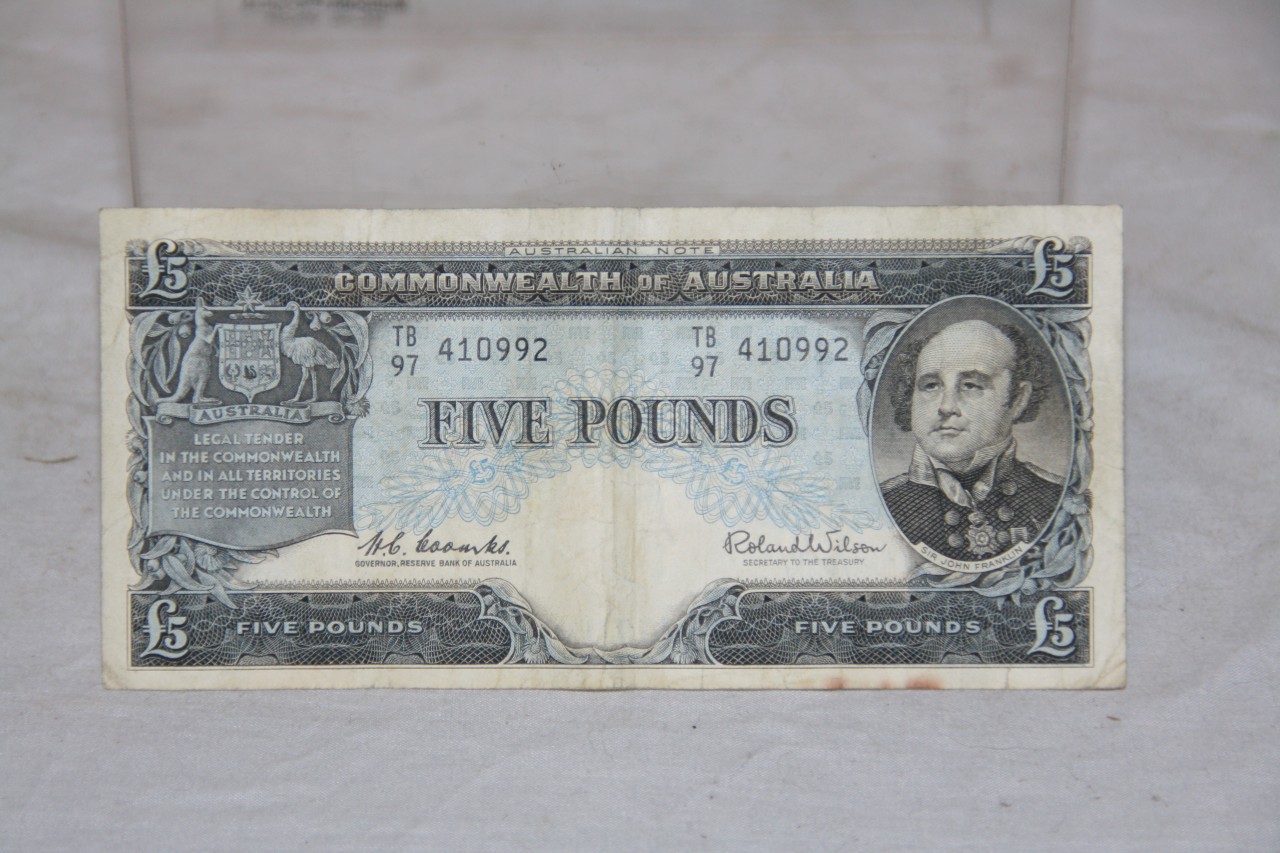 AUSTRALIAN NOTE
£5 COMMONWEALTH OF AUSTRALIA £5
TB 97 410992 TB 97 410992
AUSTRALIA
FIVE POUNDS
LEGAL TENDER
IN THE COMMONWEALTH
AND IN ALL TERRITORIES
UNDER THE CONTROL OF
THE COMMONWEALTH
£5 £5
H.C. Coombs. Roland Wilson
GOVERNOR, RESERVE BANK OF AUSTRALIA SECRETARY TO THE TREASURY
SIR JOHN FRANKLIN
£5 FIVE POUNDS FIVE POUNDS £5